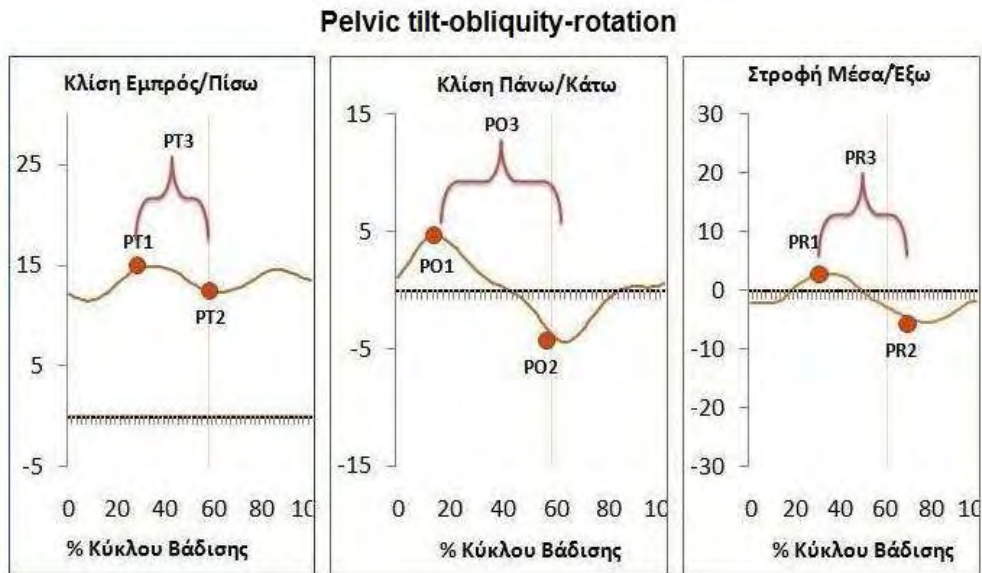 Pelvic tilt-obliquity-rotation
Κλίση Εμπρός/Πίσω
25
15
5
-5
PT3
PT1
PT2
0 20 40 60 80 10
% Κύκλου Βάδισης
Κλίση Πάνω/Κάτω
15
5
-5
-15
PO3
PO1
PO2
0 20 40 60 80 10
% Κύκλου Βάδισης
Στροφή Μέσα/Έξω
30
20
10
0
-10
-20
-30
PR3
PR1
PR2
0 20 40 60 80 10
% Κύκλου Βάδισης